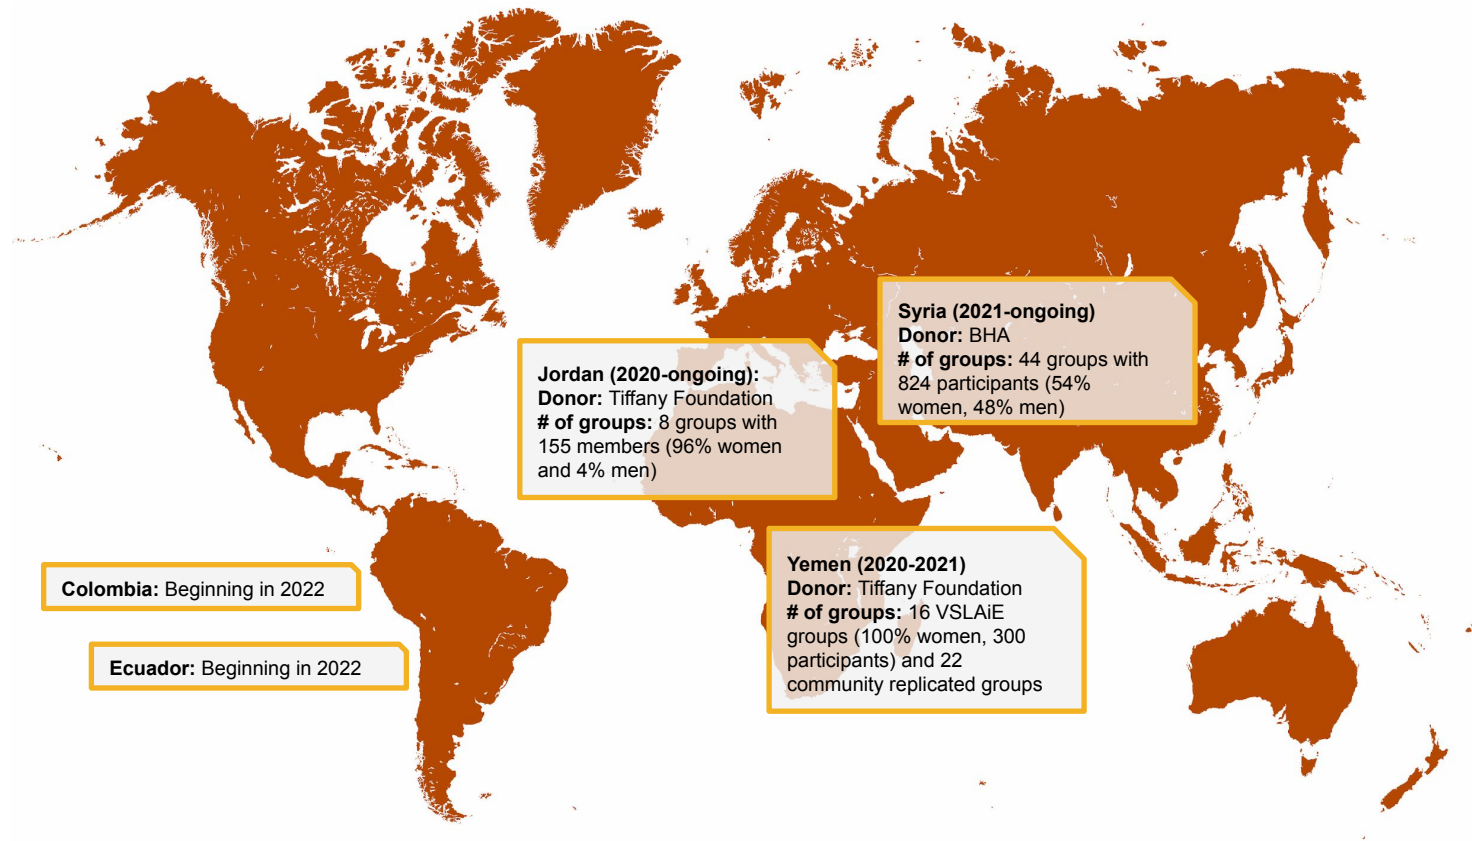 Syria (2021-ongoing)
Donor: BHA
# of groups: 44 groups with
824 participants (54%
women, 48% men)
Jordan (2020-ongoing):
Donor: Tiffany Foundation
# of groups: 8 groups with
155 members (96% women
and 4% men)
Yemen (2020-2021)
Donor: Tiffany Foundation
# of groups: 16 VSLAiE
groups (100% women, 300
participants) and 22
community replicated groups
Colombia: Beginning in 2022
Ecuador: Beginning in 2022